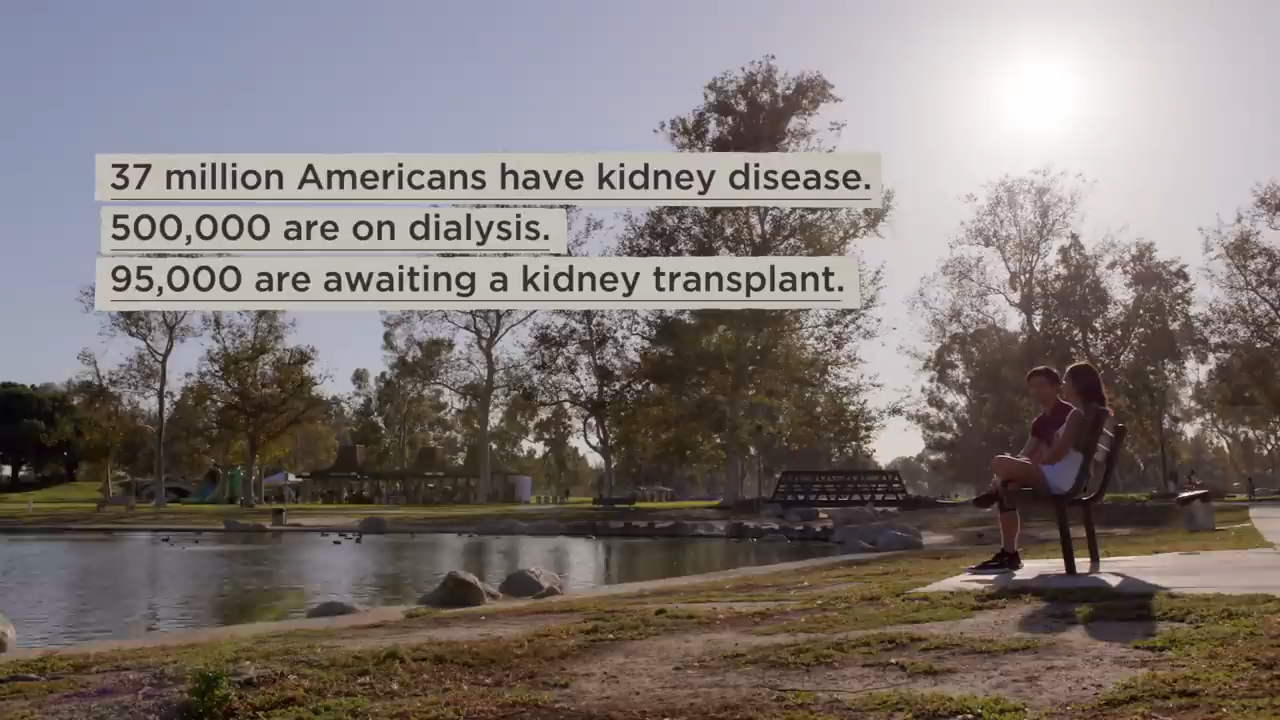 37 million Americans have kidney disease.
500,000 are on dialysis.
95,000 are awaiting a kidney transplant.